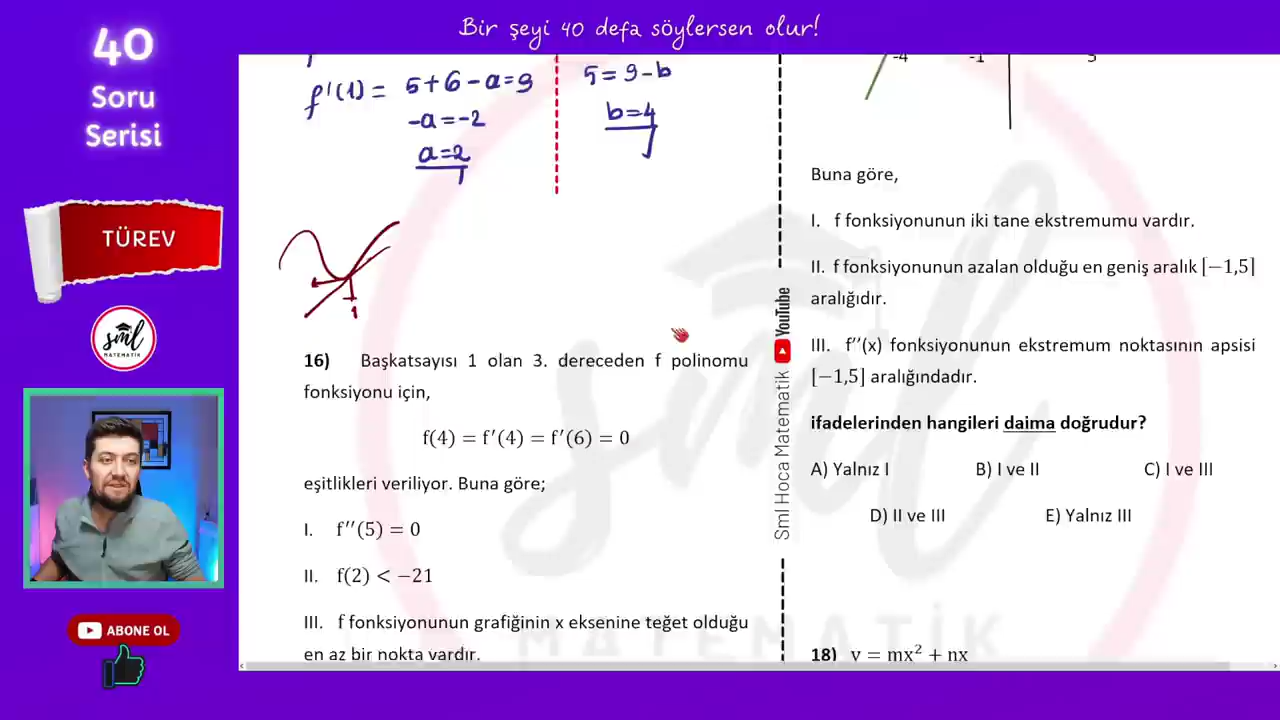 Bir şeyi 40 defa söylersen olur!
40
Soru
Serisi
TÜREV
sml
MATEMATİK
ABONE OL
f'(1) = 5+6-a=9
-a=-2
a=2
5=9-b
b=4
1
16) Başkatsayısı 1 olan 3. dereceden f polinomu
fonksiyonu için,
f(4) = f′(4) = f′(6) = 0
eşitlikleri veriliyor. Buna göre;
I. f′′(5) = 0
II. f(2) < −21
III. f fonksiyonunun grafiğinin x eksenine teğet olduğu
en az bir nokta vardır.
Sml Hoca Matematik YouTube
-4 -1 5
Buna göre,
I. f fonksiyonunun iki tane ekstremumu vardır.
II. f fonksiyonunun azalan olduğu en geniş aralık [−1,5]
aralığıdır.
III. f′′(x) fonksiyonunun ekstremum noktasının apsisi
[−1,5] aralığındadır.
ifadelerinden hangileri daima doğrudur?
A) Yalnız I B) I ve II C) I ve III
D) II ve III E) Yalnız III
18) y = mx² + nx
MATEMATİK